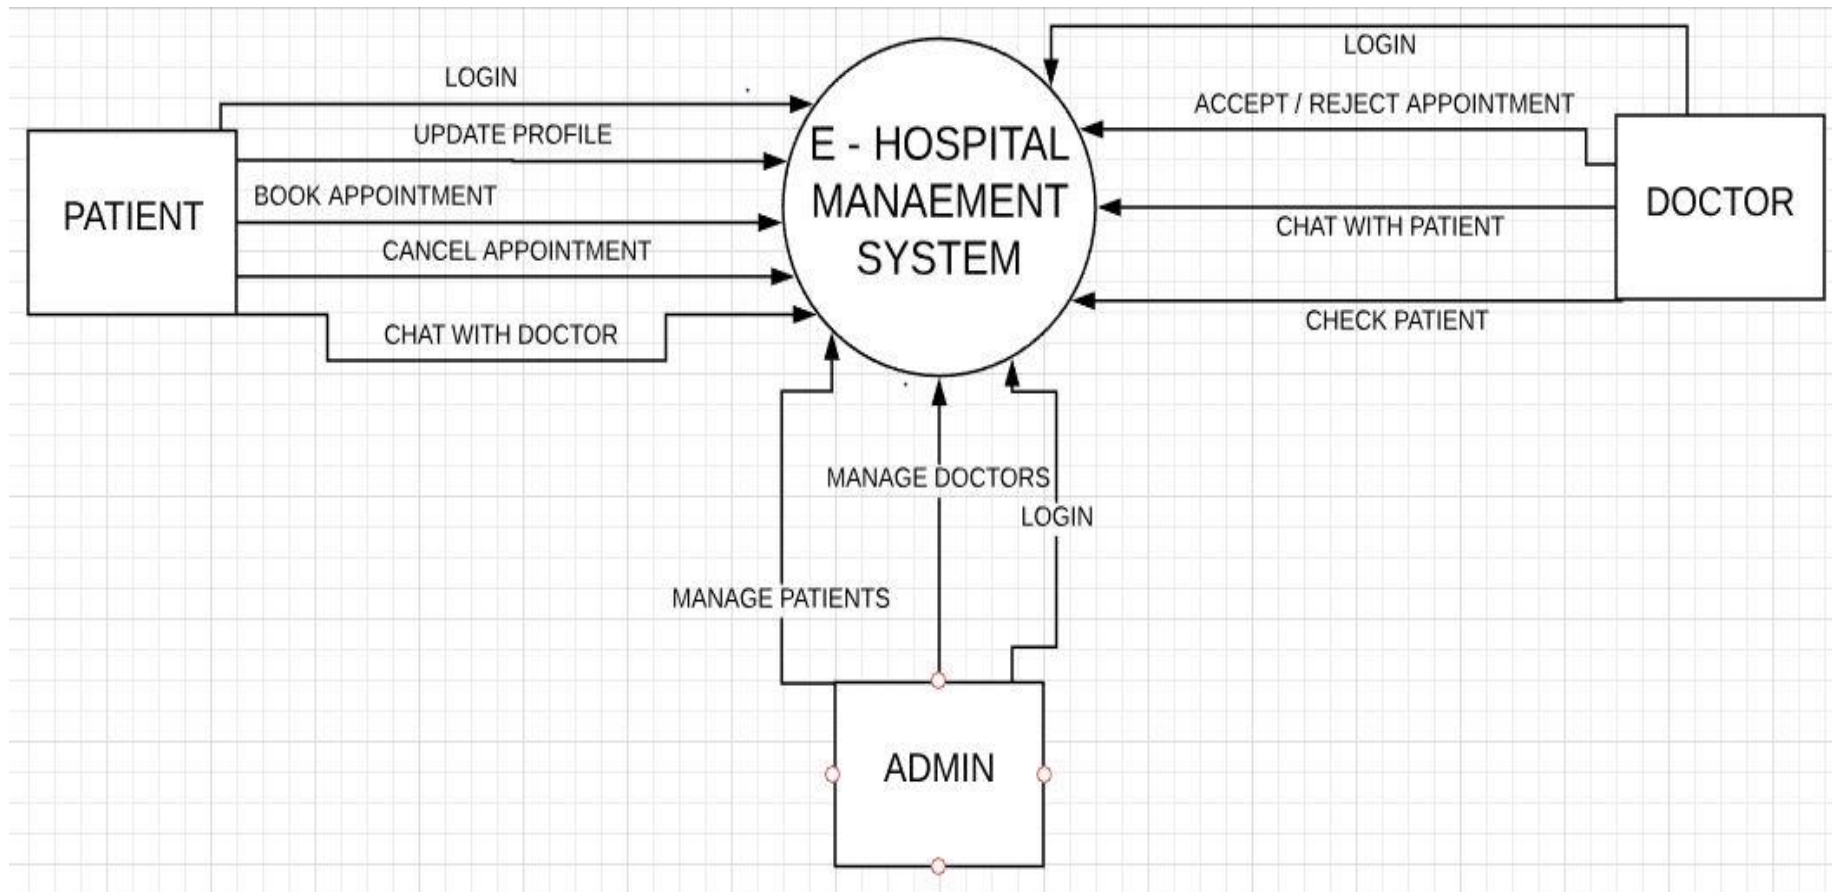 LOGIN
UPDATE PROFILE
BOOK APPOINTMENT
CANCEL APPOINTMENT
CHAT WITH DOCTOR
PATIENT
E - HOSPITAL
MANAEMENT
SYSTEM
LOGIN
ACCEPT / REJECT APPOINTMENT
CHAT WITH PATIENT
CHECK PATIENT
DOCTOR
MANAGE DOCTORS
LOGIN
MANAGE PATIENTS
ADMIN